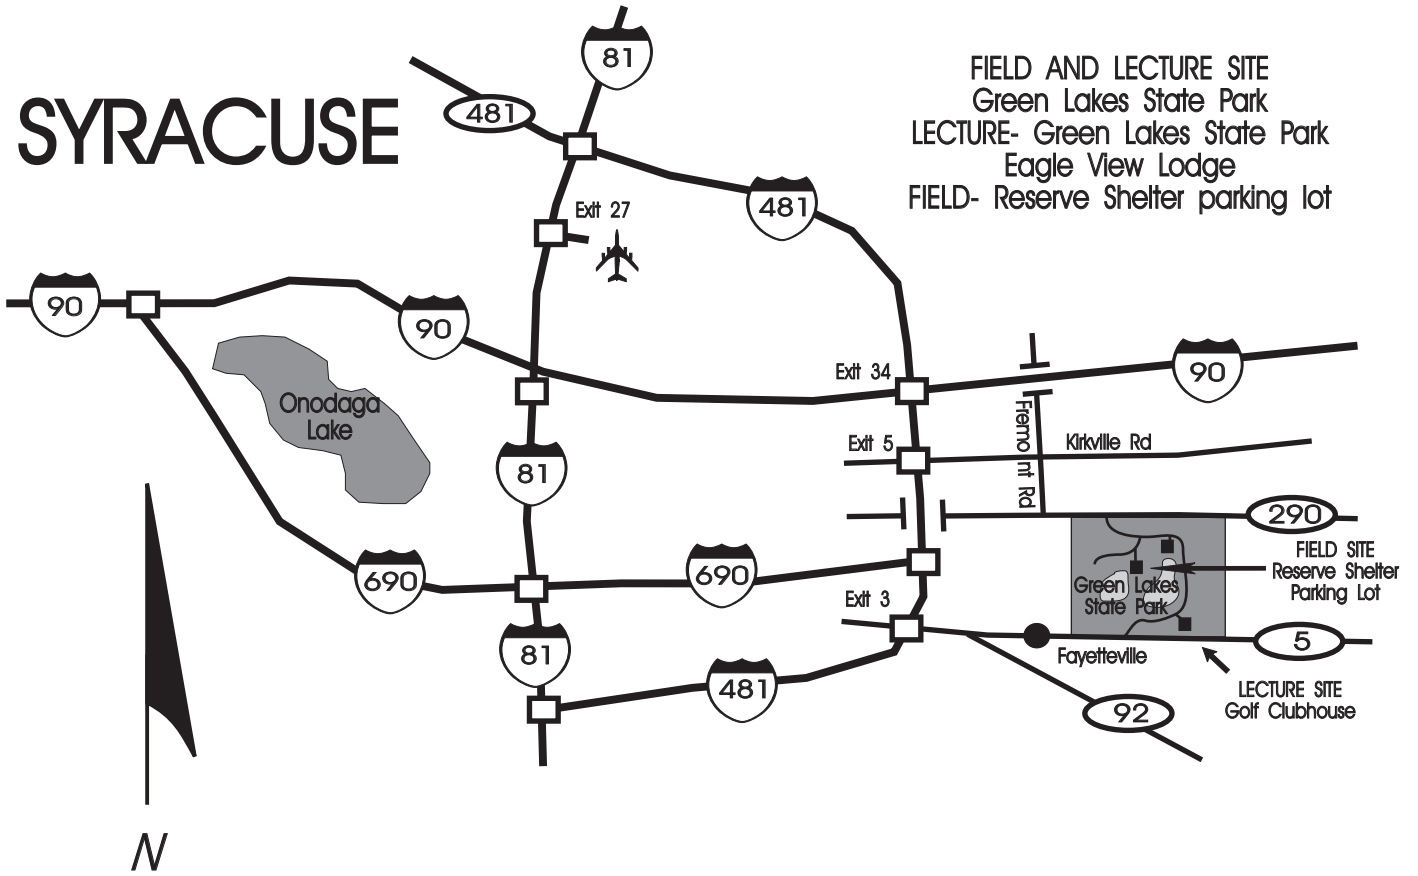 81
FIELD AND LECTURE SITE
Green Lakes State Park
LECTURE- Green Lakes State Park
Eagle View Lodge
FIELD- Reserve Shelter parking lot
SYRACUSE
481
481
Exit 27
90
90
Exit 34
90
Onodaga
Lake
Fremont Rd
Exit 5
Kirkville Rd
81
290
690
690
FIELD SITE
Reserve Shelter
Parking Lot
Green Lakes
State Park
Exit 3
81
5
Fayetteville
481
LECTURE SITE
Golf Clubhouse
92
N